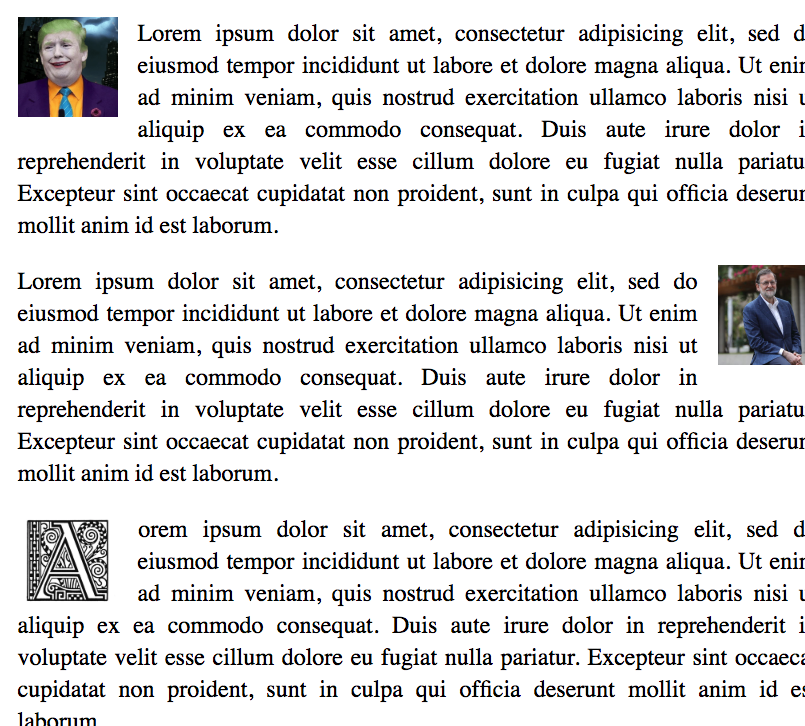 Lorem ipsum dolor sit amet, consectetur adipisicing elit, sed d
eiusmod tempor incididunt ut labore et dolore magna aliqua. Ut enim
ad minim veniam, quis nostrud exercitation ullamco laboris nisi u
aliquip ex ea commodo consequat. Duis aute irure dolor i
reprehenderit in voluptate velit esse cillum dolore eu fugiat nulla pariatu
Excepteur sint occaecat cupidatat non proident, sunt in culpa qui officia deserun
mollit anim id est laborum.
Lorem ipsum dolor sit amet, consectetur adipisicing elit, sed do
eiusmod tempor incididunt ut labore et dolore magna aliqua. Ut enim
ad minim veniam, quis nostrud exercitation ullamco laboris nisi ut
aliquip ex ea commodo consequat. Duis aute irure dolor in
reprehenderit in voluptate velit esse cillum dolore eu fugiat nulla pariatu
Excepteur sint occaecat cupidatat non proident, sunt in culpa qui officia deserun
mollit anim id est laborum.
A orem ipsum dolor sit amet, consectetur adipisicing elit, sed d
eiusmod tempor incididunt ut labore et dolore magna aliqua. Ut enim
ad minim veniam, quis nostrud exercitation ullamco laboris nisi u
aliquip ex ea commodo consequat. Duis aute irure dolor in reprehenderit i
voluptate velit esse cillum dolore eu fugiat nulla pariatur. Excepteur sint occaeca
cupidatat non proident, sunt in culpa qui officia deserunt mollit anim id es
laborum